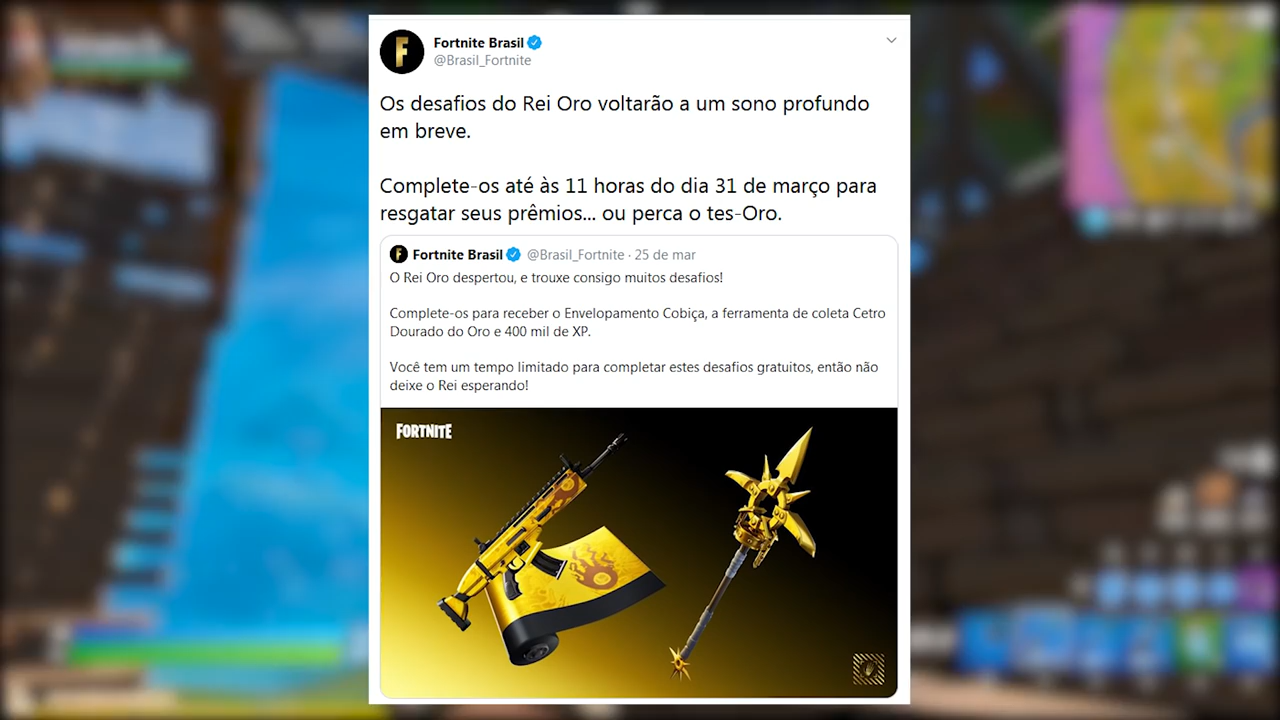 Fortnite Brasil
@Brasil_Fortnite
Os desafios do Rei Oro voltarão a um sono profundo
em breve.
Complete-os até às 11 horas do dia 31 de março para
resgatar seus prêmios... ou perca o tes-Oro.
Fortnite Brasil @Brasil_Fortnite · 25 de mar
O Rei Oro despertou, e trouxe consigo muitos desafios!
Complete-os para receber o Envelopamento Cobiça, a ferramenta de coleta Cetro
Dourado do Oro e 400 mil de XP.
Você tem um tempo limitado para completar estes desafios gratuitos, então não
deixe o Rei esperando!
FORTNITE